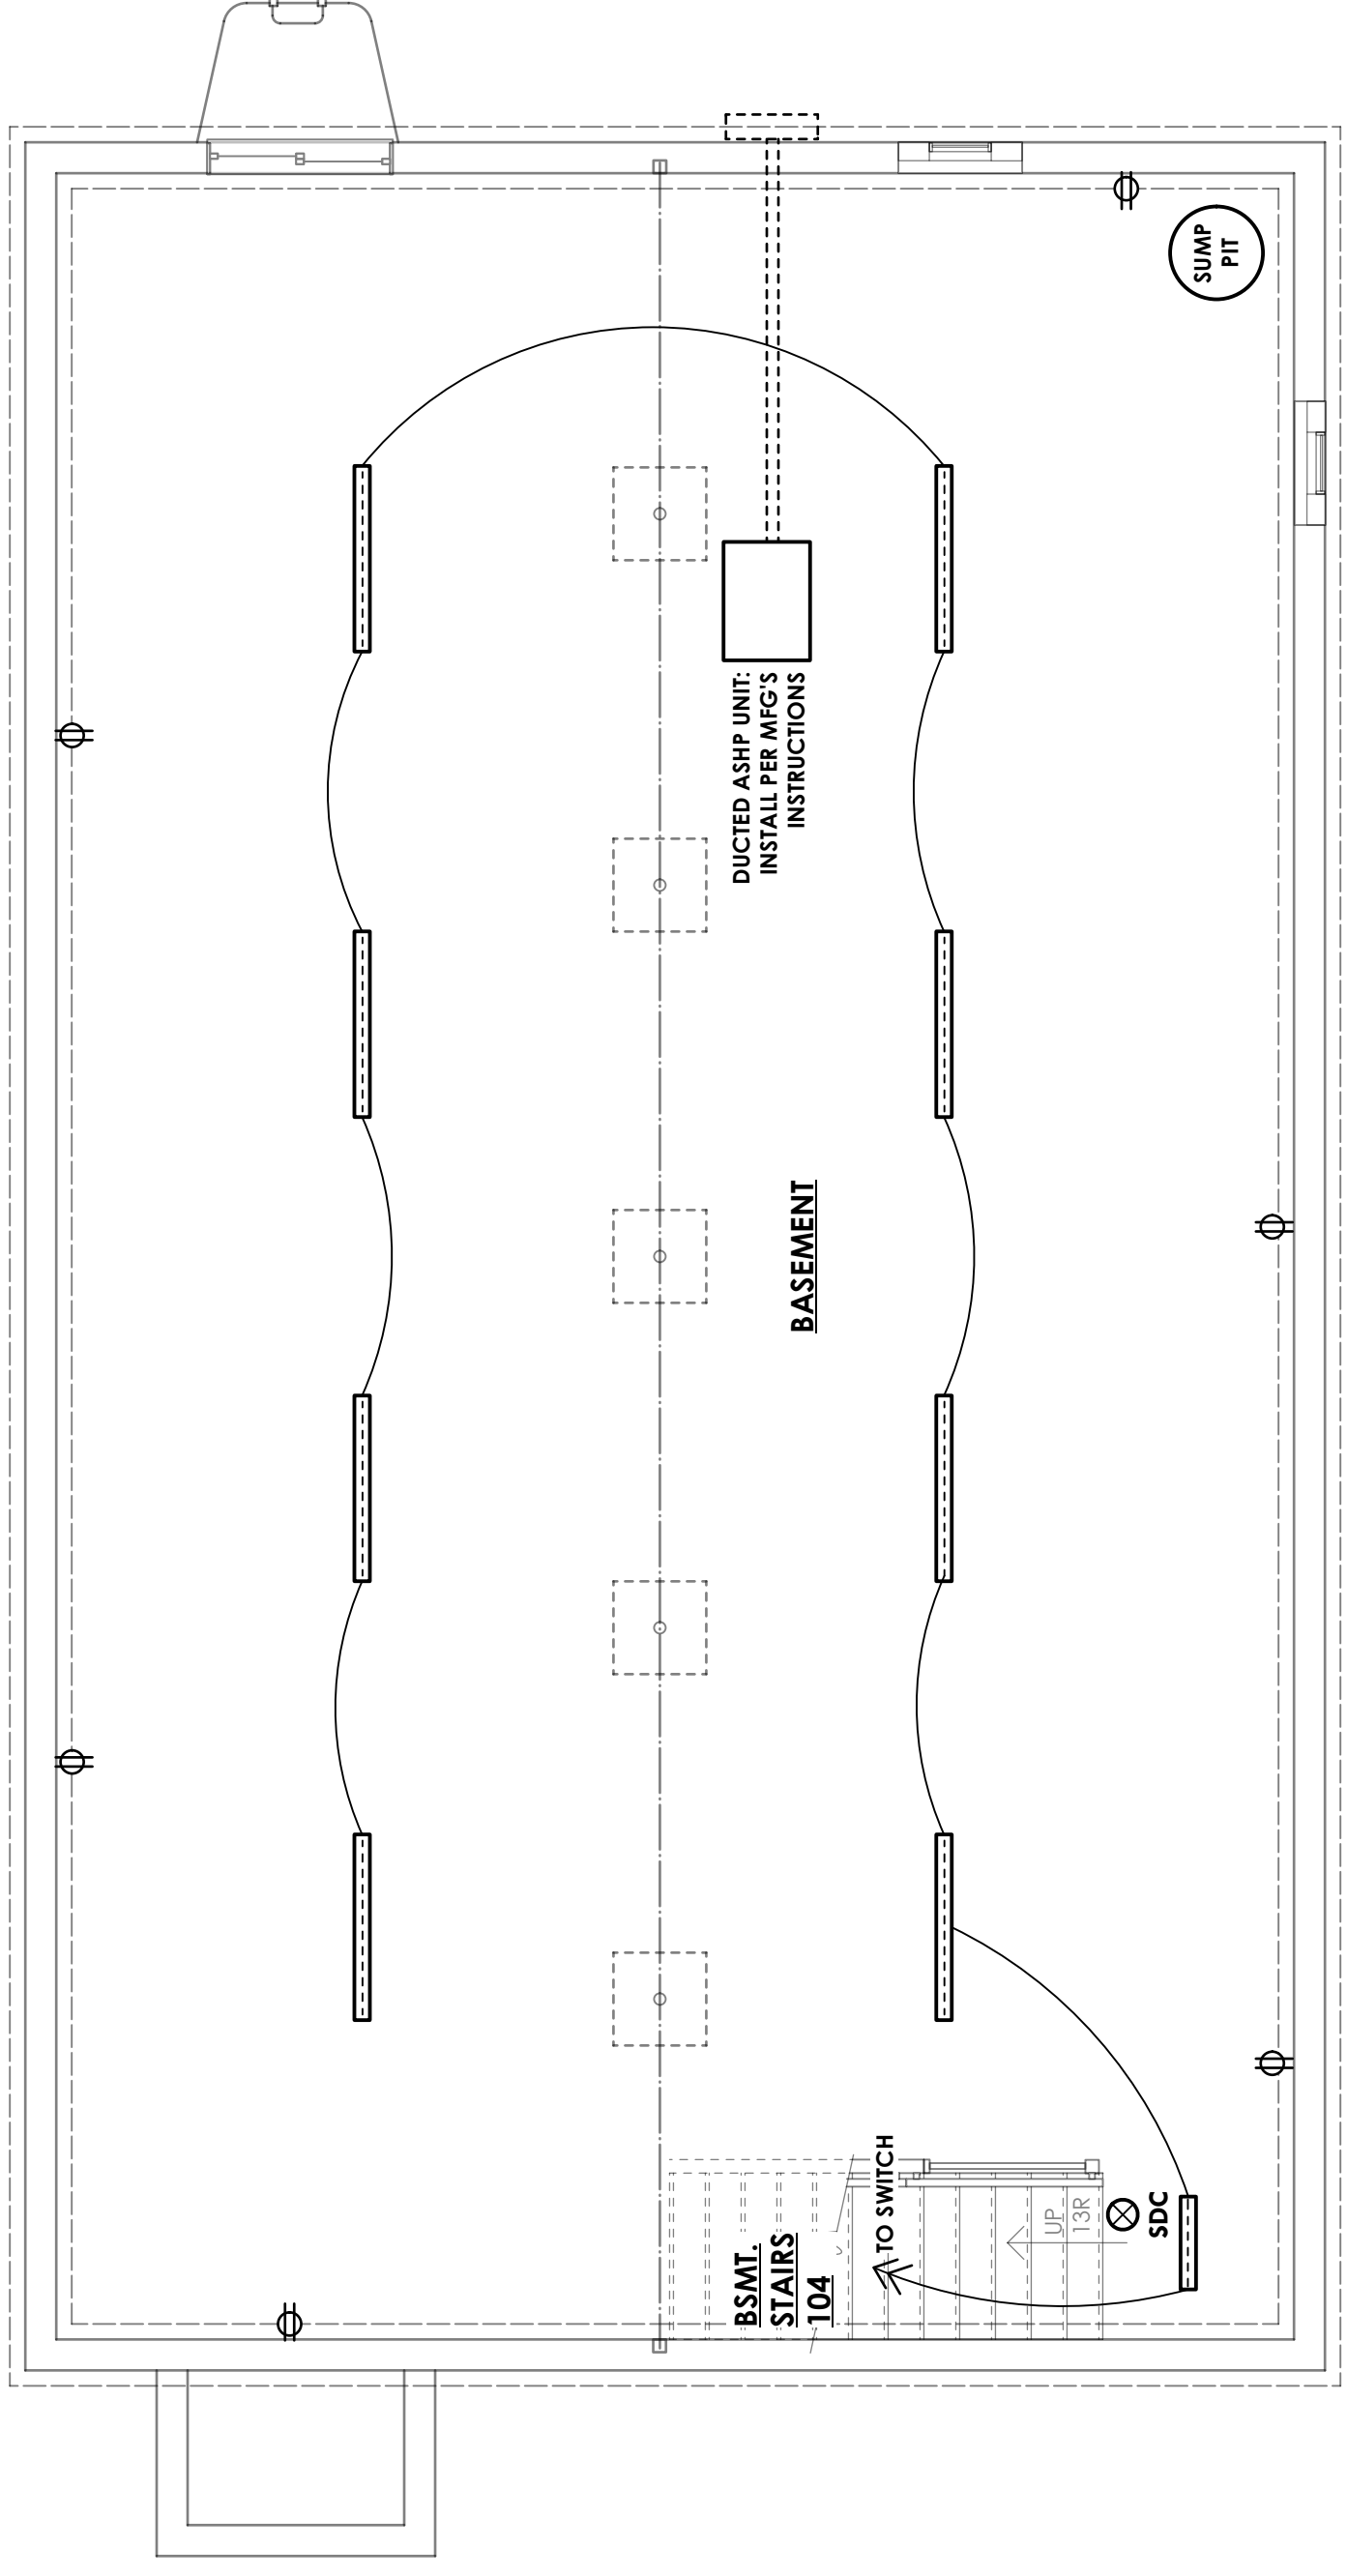 SUMP
PIT
DUCTED ASHP UNIT:
INSTALL PER MFG'S
INSTRUCTIONS
BASEMENT
TO SWITCH
BSMT.
STAIRS
104
UP
13R
SDC